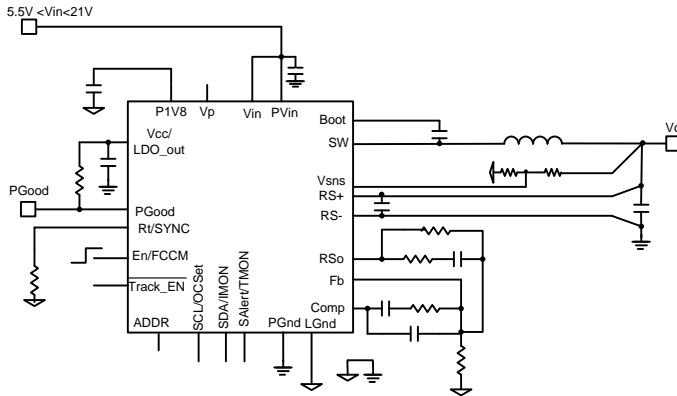 5.5V <Vin<21V
P1V8
Vp
Vin
PVin
Boot
Vcc/
LDO_out
SW
Vsns
RS+
RS-
PGood
PGood
Rt/SYNC
En/FCCM
Track_EN
RSo
Fb
Comp
ADDR
SCL/OCSet
SDA/IMON
SAlert/TMON
PGnd
LGnd